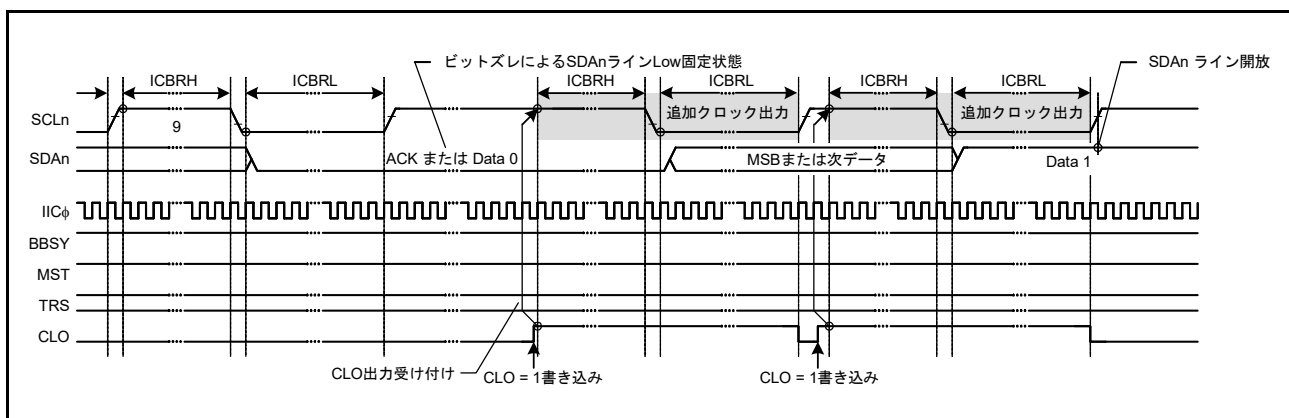 ビットズレによるSDAnラインLow固定状態
SDAn ライン開放
ICBRH
ICBRL
ICBRH
ICBRL
ICBRH
ICBRL
SCLn
9
追加クロック出力
追加クロック出力
SDAn
ACK または Data 0
MSBまたは次データ
Data 1
IICφ
BBSY
MST
TRS
CLO
CLO出力受け付け
CLO = 1書き込み
CLO = 1書き込み